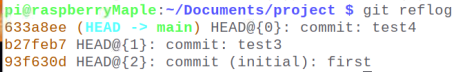 pi@raspberryMaple:~/Documents/project $ git reflog
633a8ee (HEAD -> main) HEAD@{0}: commit: test4
b27feb7 HEAD@{1}: commit: test3
93f630d HEAD@{2}: commit (initial): first